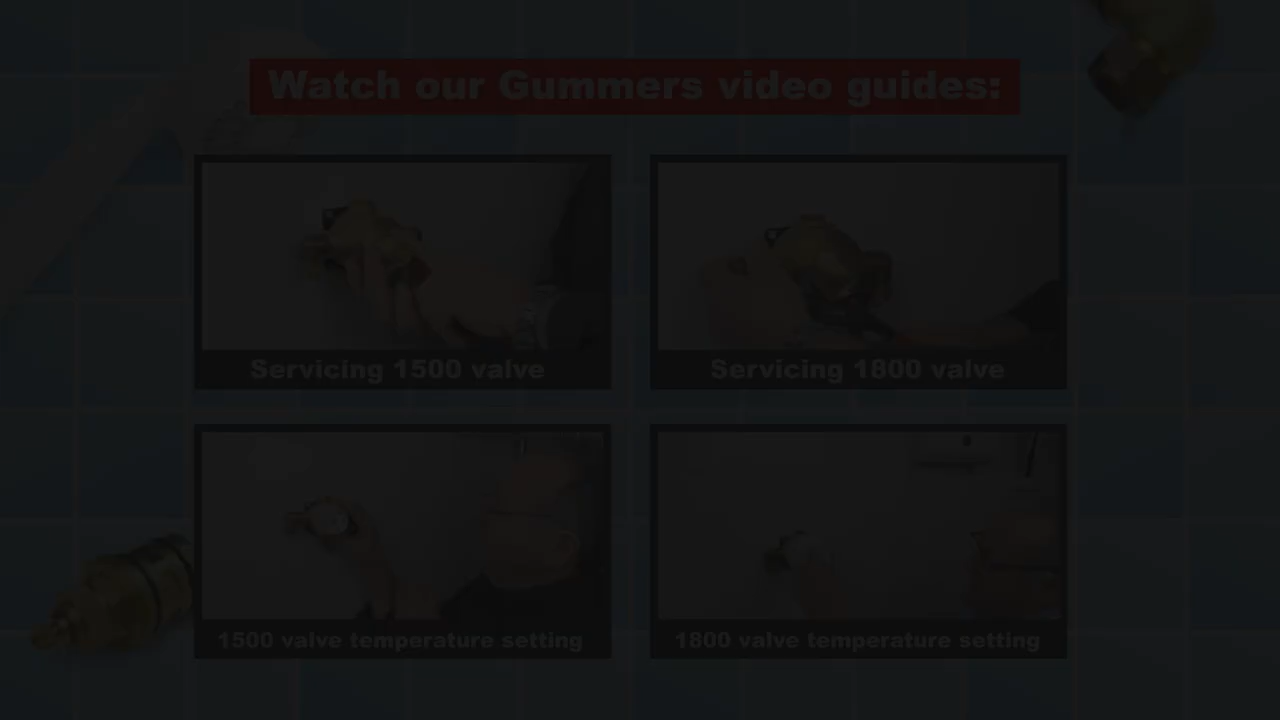 Watch our Gummers video guides:
Servicing 1500 valve
Servicing 1800 valve
1500 valve temperature setting
1800 valve temperature setting